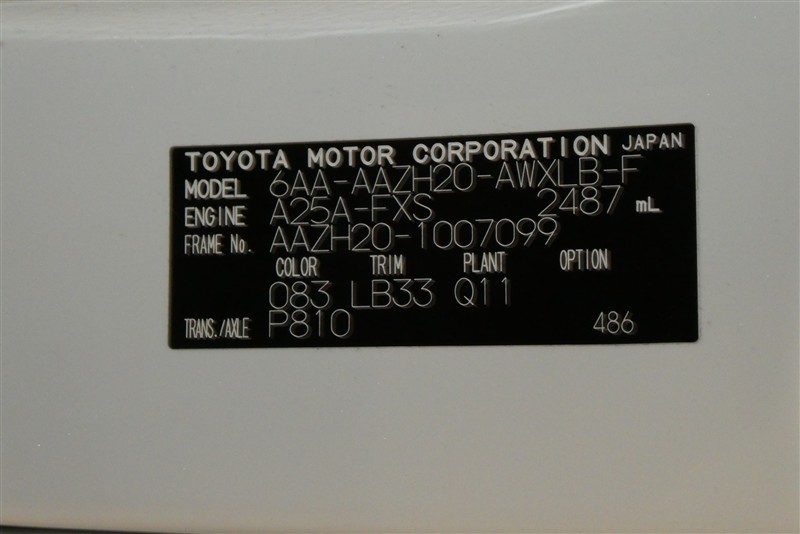 TOYOTA MOTOR CORPORATION JAPAN
MODEL 6AA-AAZH20-AWXLB-F
ENGINE A25A-FXS 2487 mL
FRAME No. AAZH20-1007099
COLOR TRIM PLANT OPTION
083 LB33 Q11
TRANS./AXLE P810 486